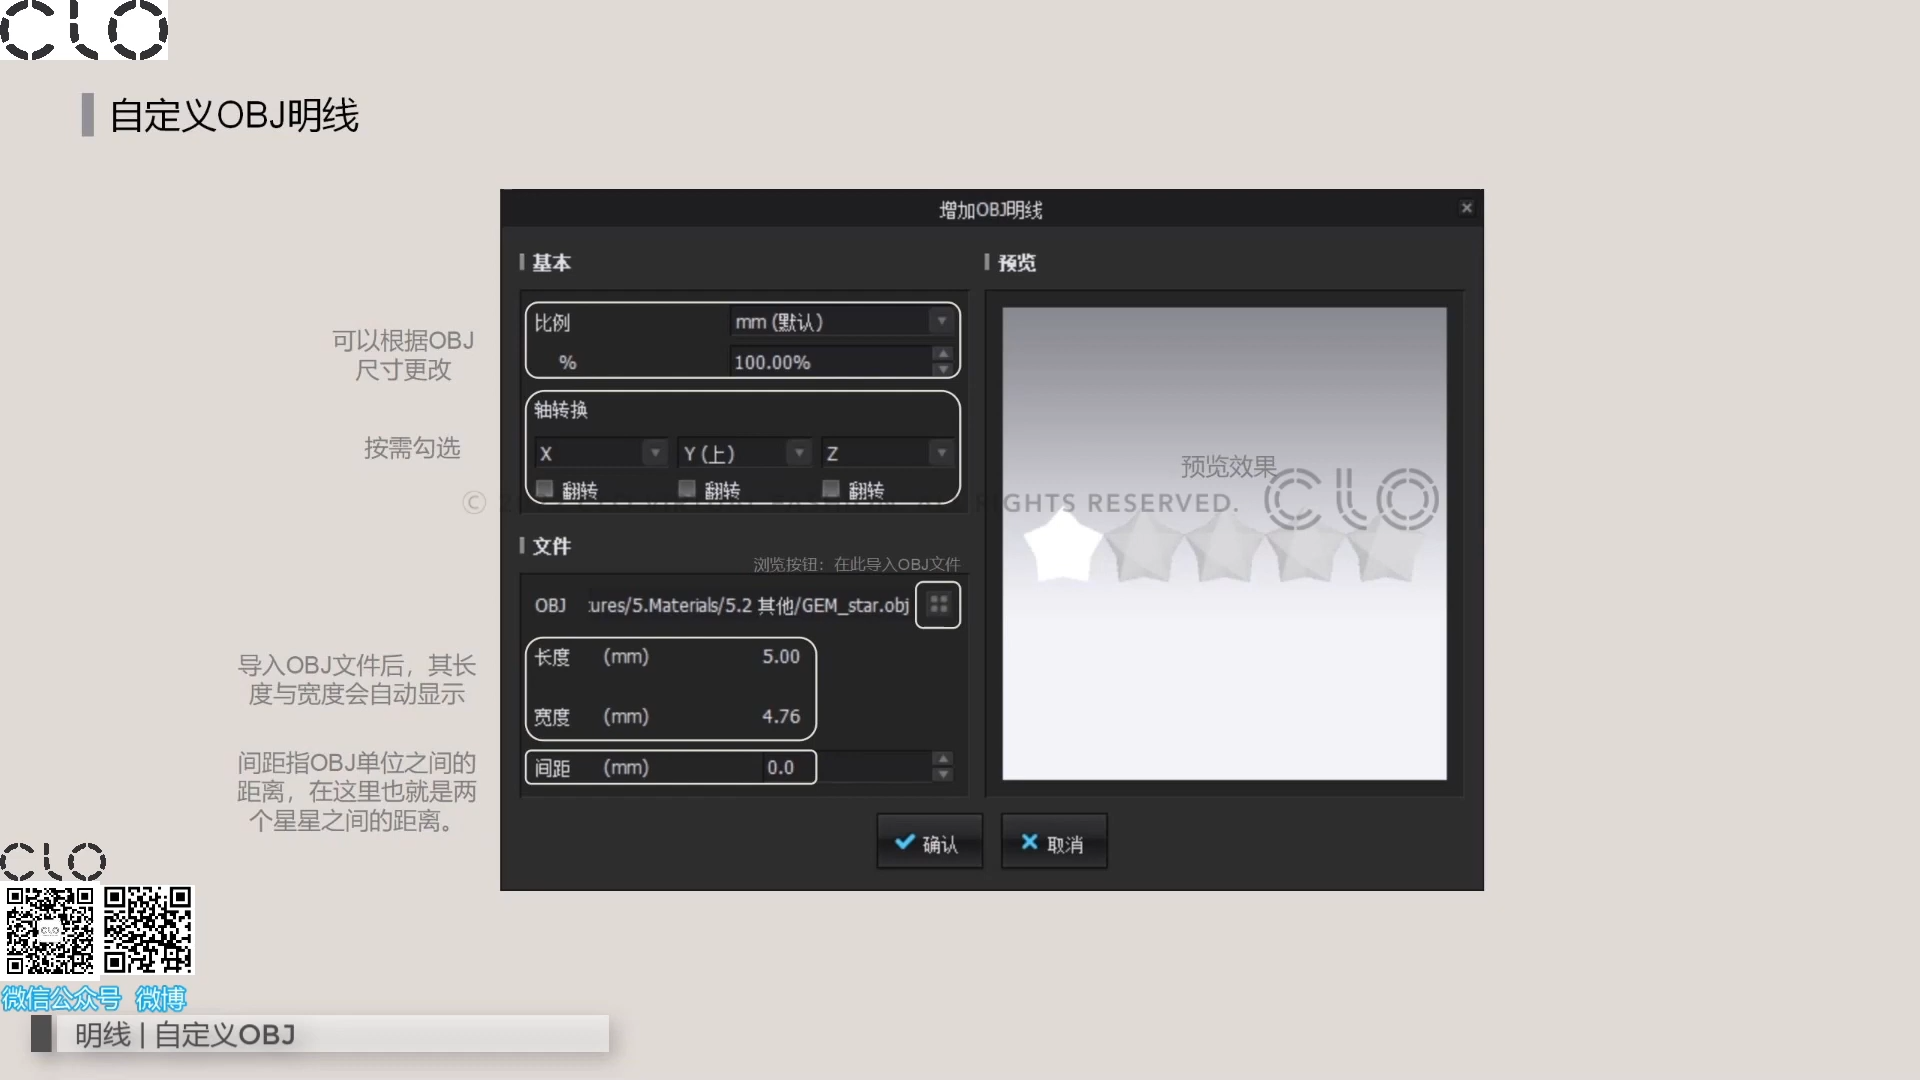 CLO
自定义OBJ明线
增加OBJ明线
基本
预览
比例
mm (默认)
%
100.00%
可以根据OBJ
尺寸更改
轴转换
X
Y (上)
Z
翻转
翻转
翻转
按需勾选
预览效果
RIGHTS RESERVED.
CLO
文件
浏览按钮：在此导入OBJ文件
OBJ
ures/5.Materials/5.2 其他/GEM_star.obj
长度
(mm)
5.00
宽度
(mm)
4.76
导入OBJ文件后，其长
度与宽度会自动显示
间距
(mm)
0.0
间距指OBJ单位之间的
距离，在这里也就是两
个星星之间的距离。
确认
取消
CLO
CLO
微信公众号
微博
明线 | 自定义OBJ